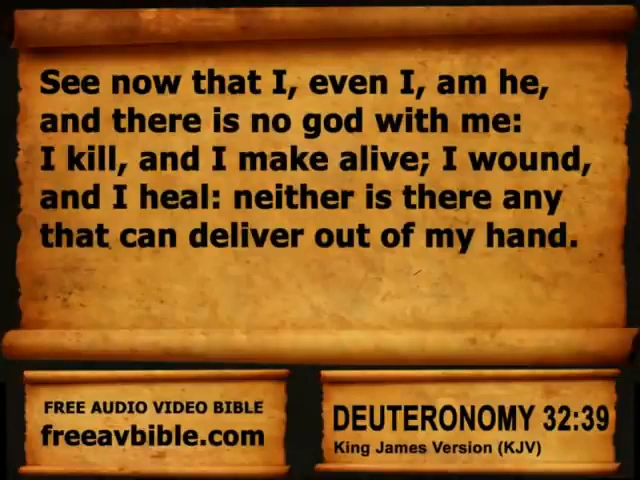 See now that I, even I, am he,
and there is no god with me:
I kill, and I make alive; I wound,
and I heal: neither is there any
that can deliver out of my hand.
FREE AUDIO VIDEO BIBLE
freeavbible.com
DEUTERONOMY 32:39
King James Version (KJV)